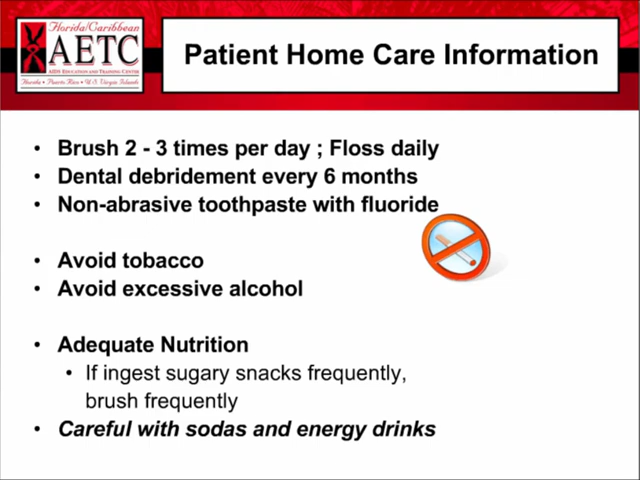 Florida/Caribbean
AETC
AIDS EDUCATION AND TRAINING CENTER
Florida • Puerto Rico • U.S. Virgin Islands
Patient Home Care Information
• Brush 2 - 3 times per day ; Floss daily
• Dental debridement every 6 months
• Non-abrasive toothpaste with fluoride
• Avoid tobacco
• Avoid excessive alcohol
• Adequate Nutrition
• If ingest sugary snacks frequently,
brush frequently
• Careful with sodas and energy drinks